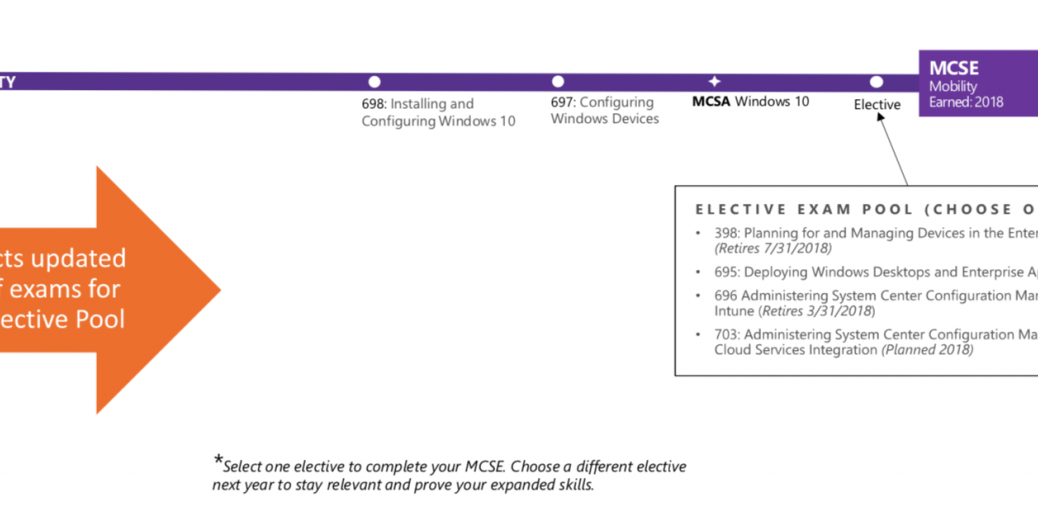 TY
MCSE
Mobility
Earned: 2018
698: Installing and
Configuring Windows 10
697: Configuring
Windows Devices
MCSA Windows 10
Elective
ELECTIVE EXAM POOL (CHOOSE O
• 398: Planning for and Managing Devices in the Enter
(Retires 7/31/2018)
• 695: Deploying Windows Desktops and Enterprise A
• 696 Administering System Center Configuration Mar
Intune (Retires 3/31/2018)
• 703: Administering System Center Configuration Ma
Cloud Services Integration (Planned 2018)
cts updated
f exams for
ective Pool
*Select one elective to complete your MCSE. Choose a different elective
next year to stay relevant and prove your expanded skills.